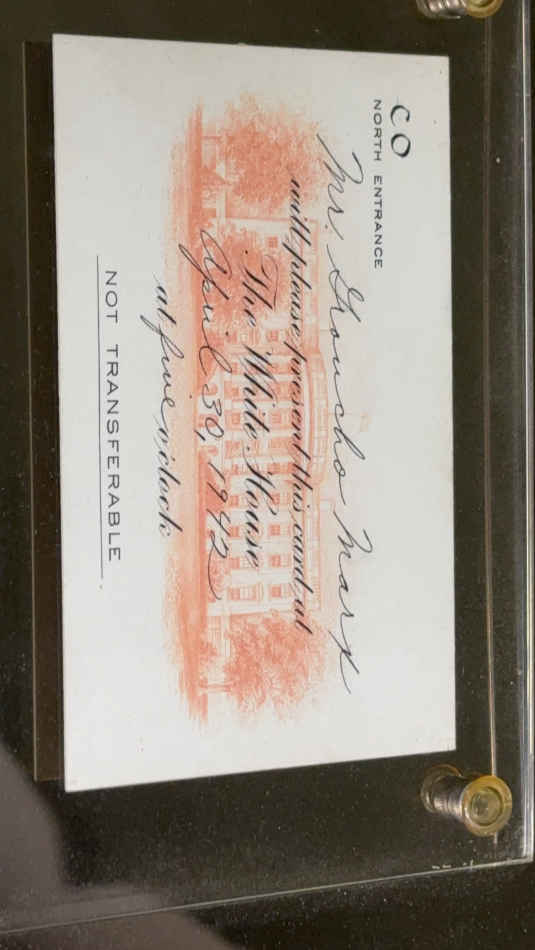 CO
NORTH ENTRANCE
Mr. Groucho Marx
will please present this card at
The White House
April 30, 1942
at five o'clock
NOT TRANSFERABLE